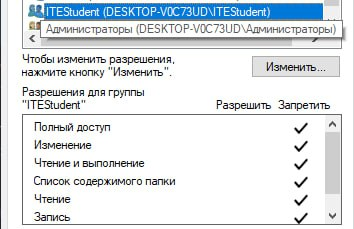 ITEStudent (DESKTOP-V0C73UD\ITEStudent)
Администраторы (DESKTOP-V0C73UD\Администраторы)
Чтобы изменить разрешения,
нажмите кнопку "Изменить".
Изменить...
Разрешения для группы
"ITEStudent"
Разрешить Запретить
Полный доступ
Изменение
Чтение и выполнение
Список содержимого папки
Чтение
Запись